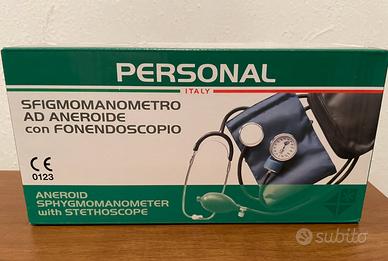 PERSONAL
ITALY
SFIGMOMANOMETRO
AD ANEROIDE
con FONENDOSCOPIO
CE
0123
ANEROID
SPHYGMOMANOMETER
with STETHOSCOPE
subito